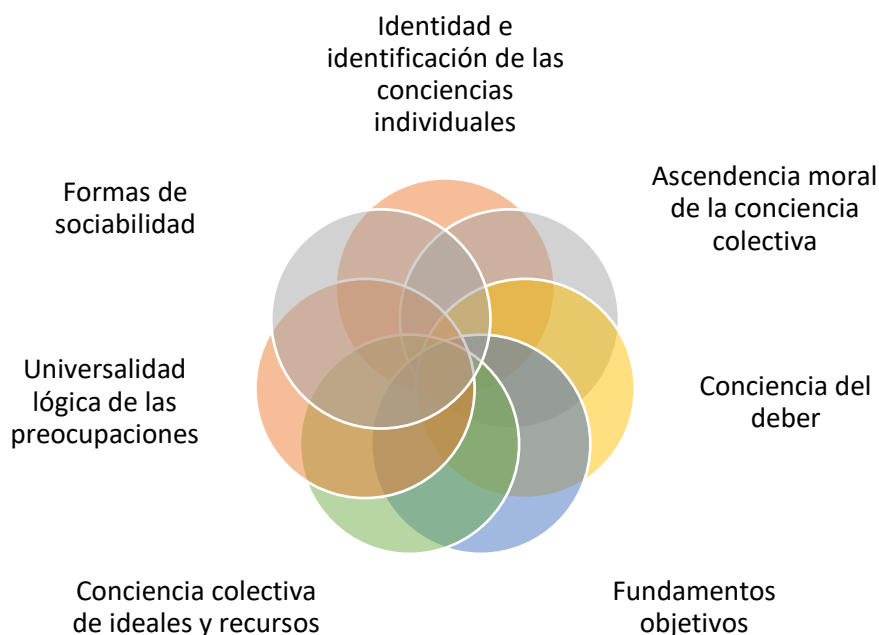 Identidad e
identificación de las
conciencias
individuales
Ascendencia moral
de la conciencia
colectiva
Conciencia del
deber
Fundamentos
objetivos
Conciencia colectiva
de ideales y recursos
Universalidad
lógica de las
preocupaciones
Formas de
sociabilidad